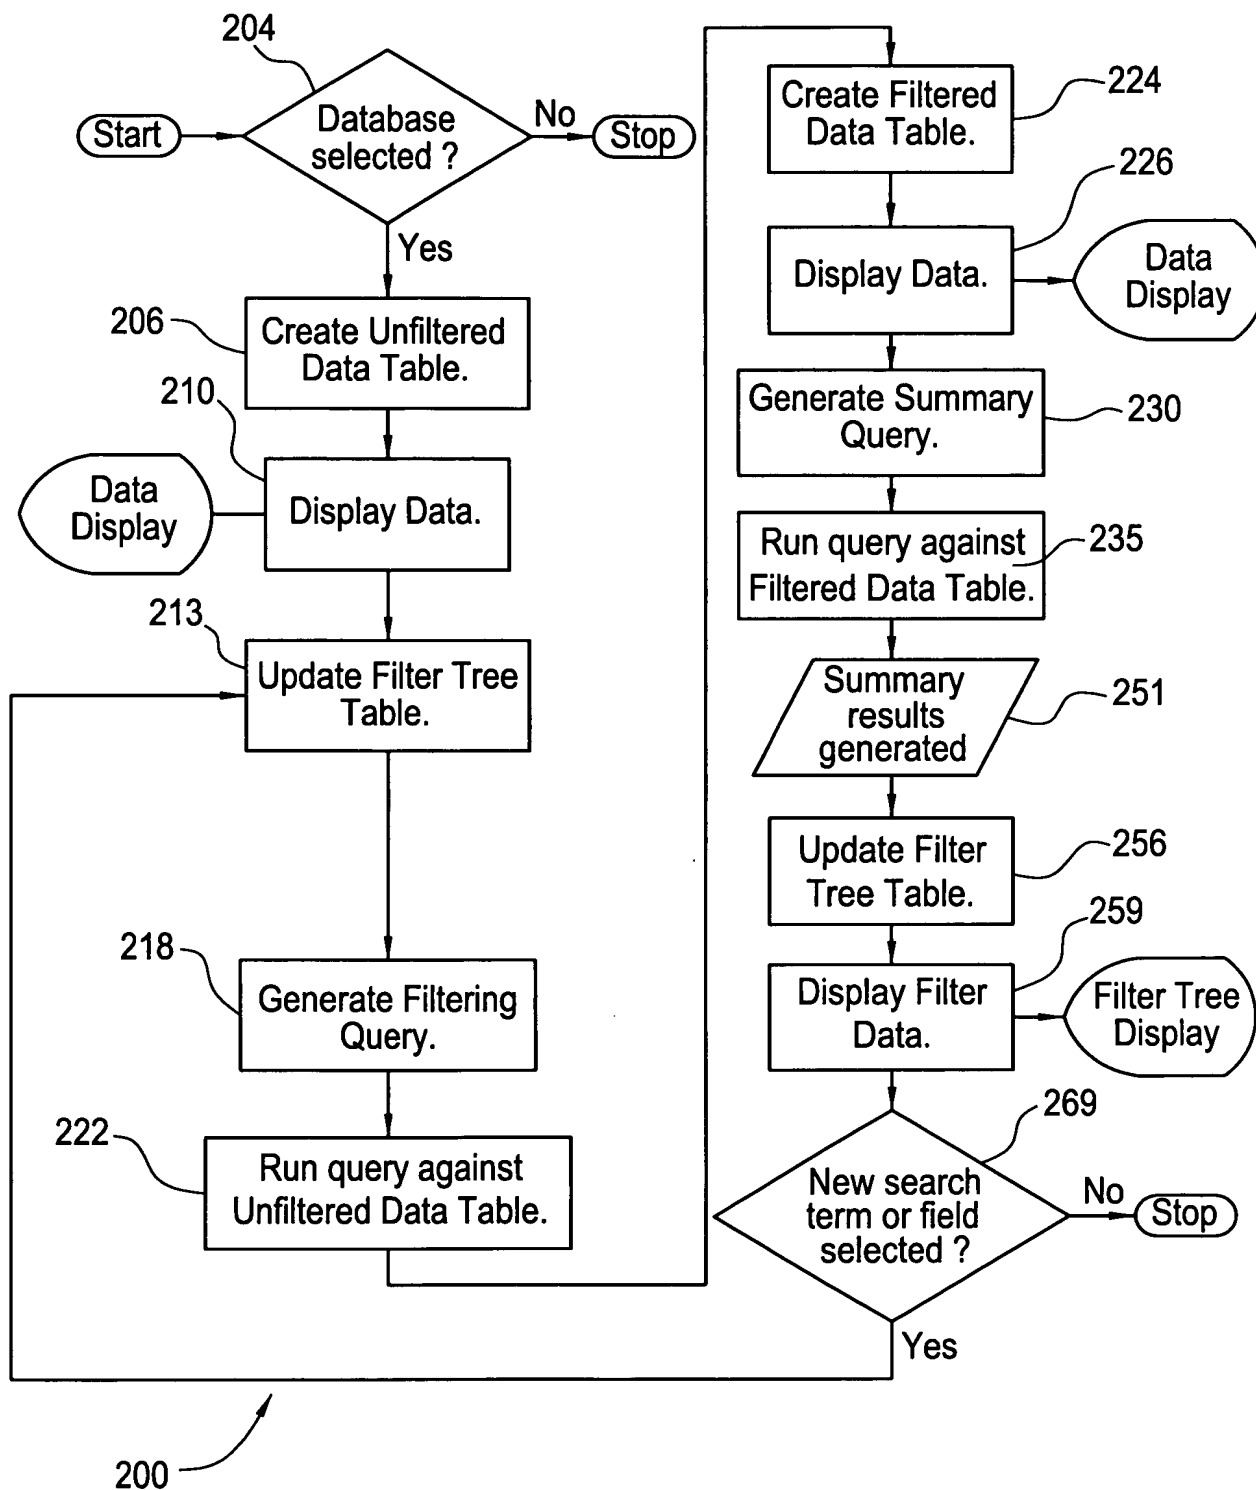 204
Start
Database
selected ?
No
Stop
Yes
206
Create Unfiltered
Data Table.
210
Data
Display
Display Data.
213
Update Filter Tree
Table.
218
Generate Filtering
Query.
222
Run query against
Unfiltered Data Table.
Create Filtered
Data Table.
224
226
Display Data.
Data
Display
Generate Summary
Query.
230
Run query against
Filtered Data Table.
235
Summary
results
generated
251
Update Filter
Tree Table.
256
259
Display Filter
Data.
Filter Tree
Display
269
New search
term or field
selected ?
No
Stop
Yes
200